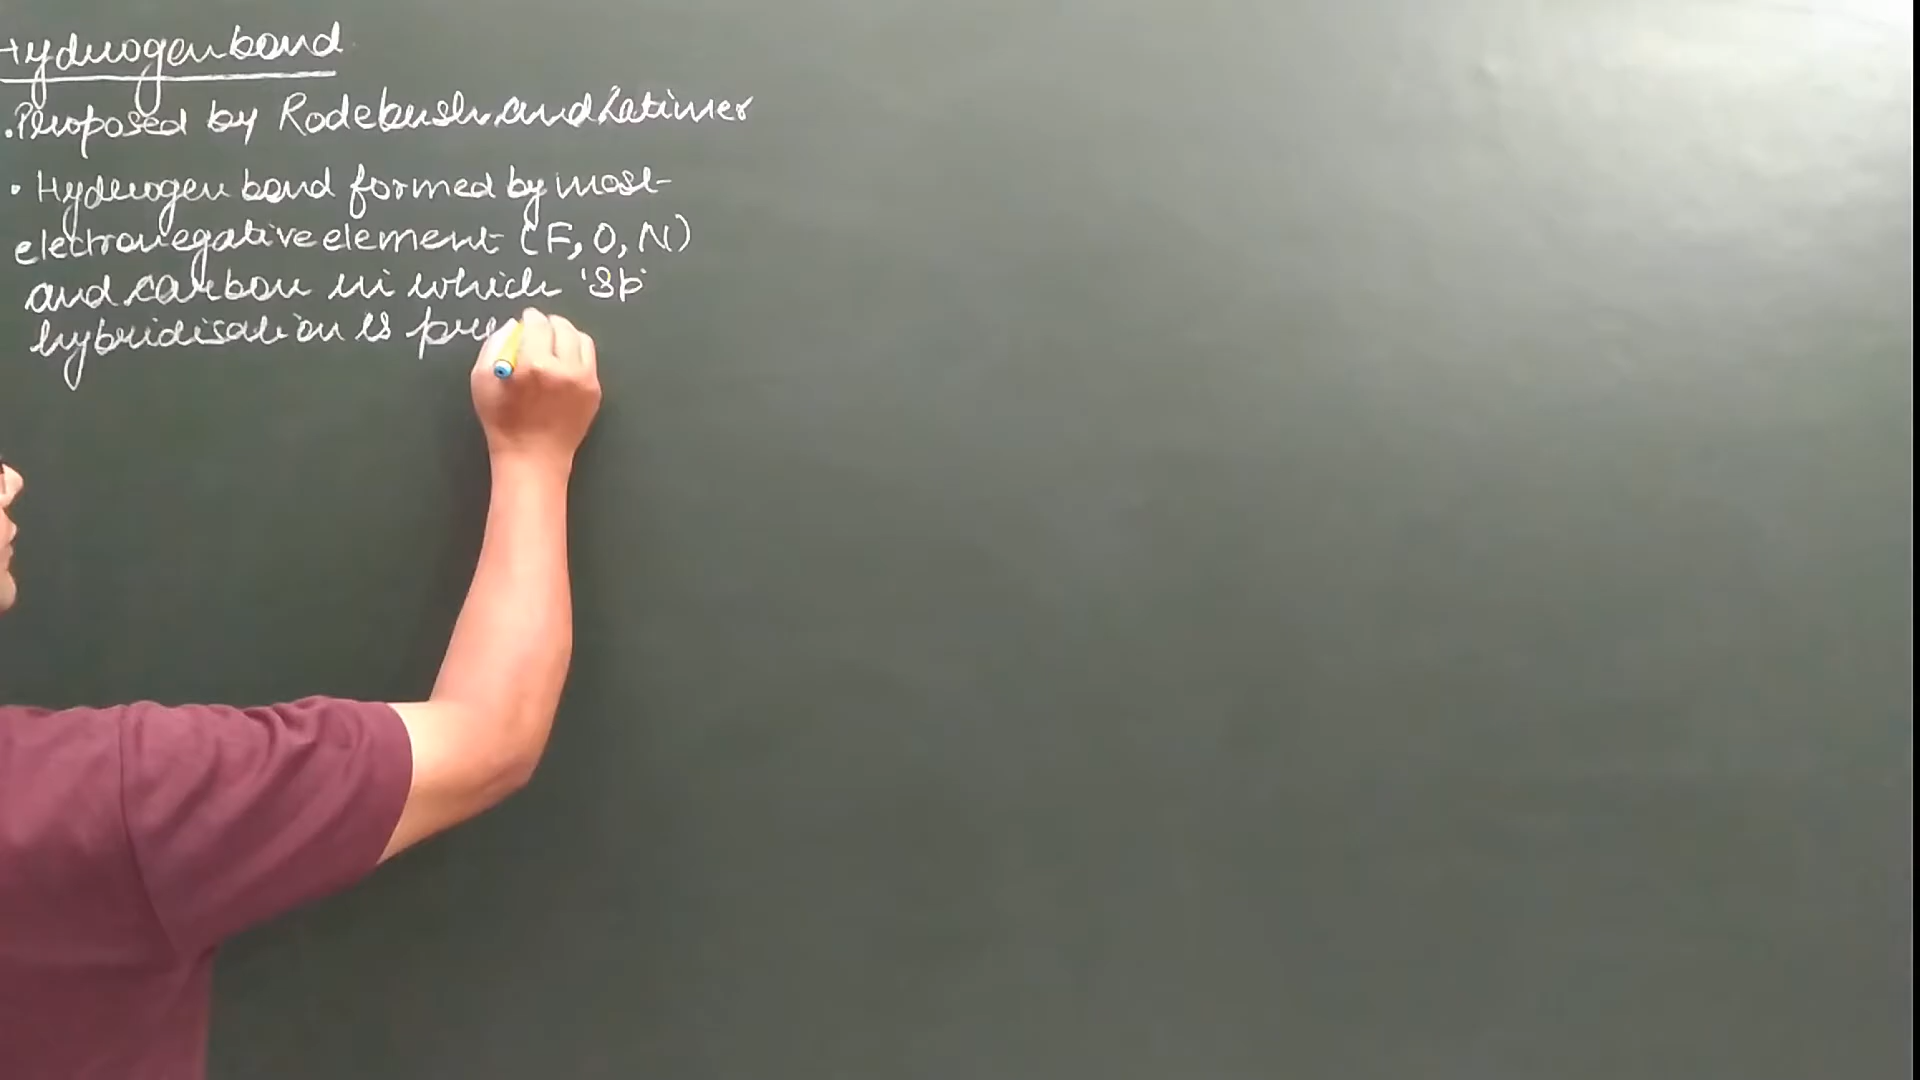 Hydrogen bond
. Proposed by Rodebush and Latimer
• Hydrogen bond formed by most
electronegative element (F, O, N)
and carbon in which 'Sp'
hybridisation is pres